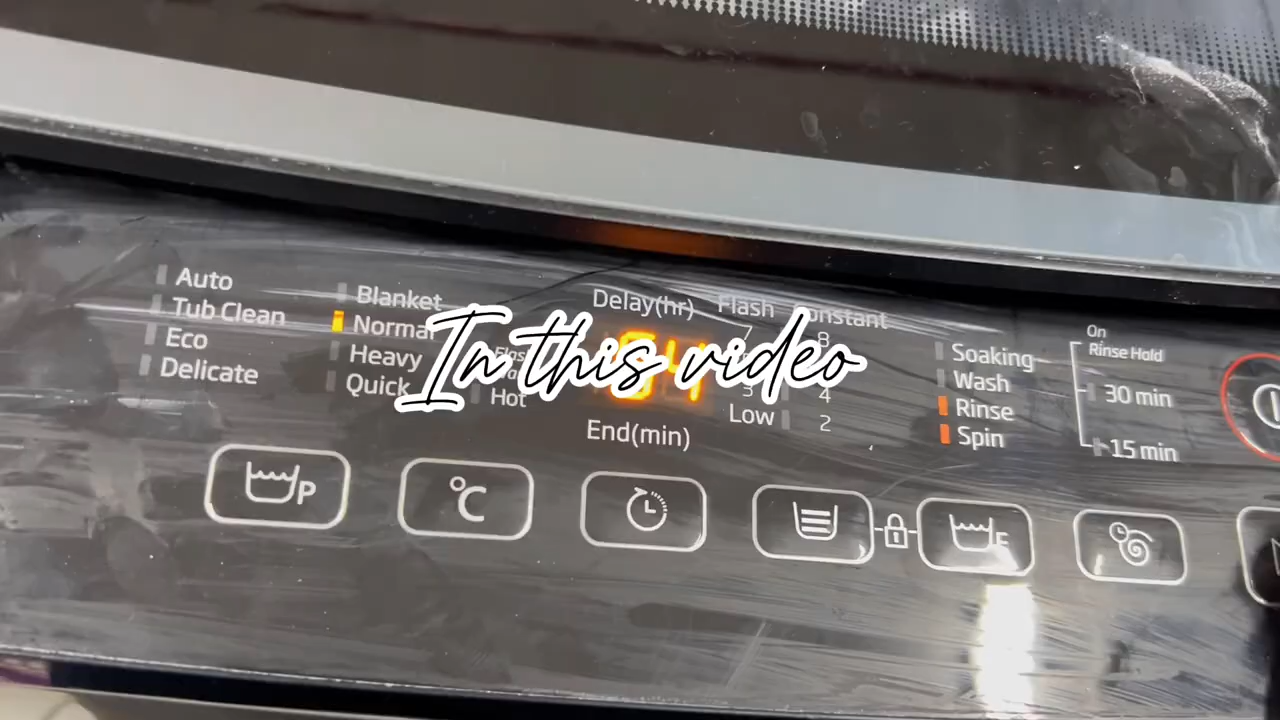 Auto
Tub Clean
Eco
Delicate
Blanket
Normal
Heavy
Quick
Hot
Delay(hr)
End(min)
Flash
3
Low
Constant
8
4
2
In this video
Soaking
Wash
Rinse
Spin
On
Rinse Hold
30 min
15 min
P
°C
F